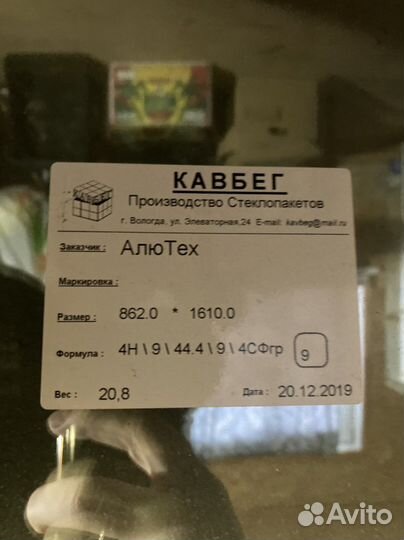 КАВБЕГ
Производство Стеклопакетов
г. Вологда, ул. Элеваторная,24 E-mail: kavbeg@mail.ru
Заказчик : АлюТех
Маркировка :
Размер : 862.0 * 1610.0
Формула : 4Н \ 9 \ 44.4 \ 9 \ 4СФгр 9
Вес : 20,8 Дата : 20.12.2019
Avito